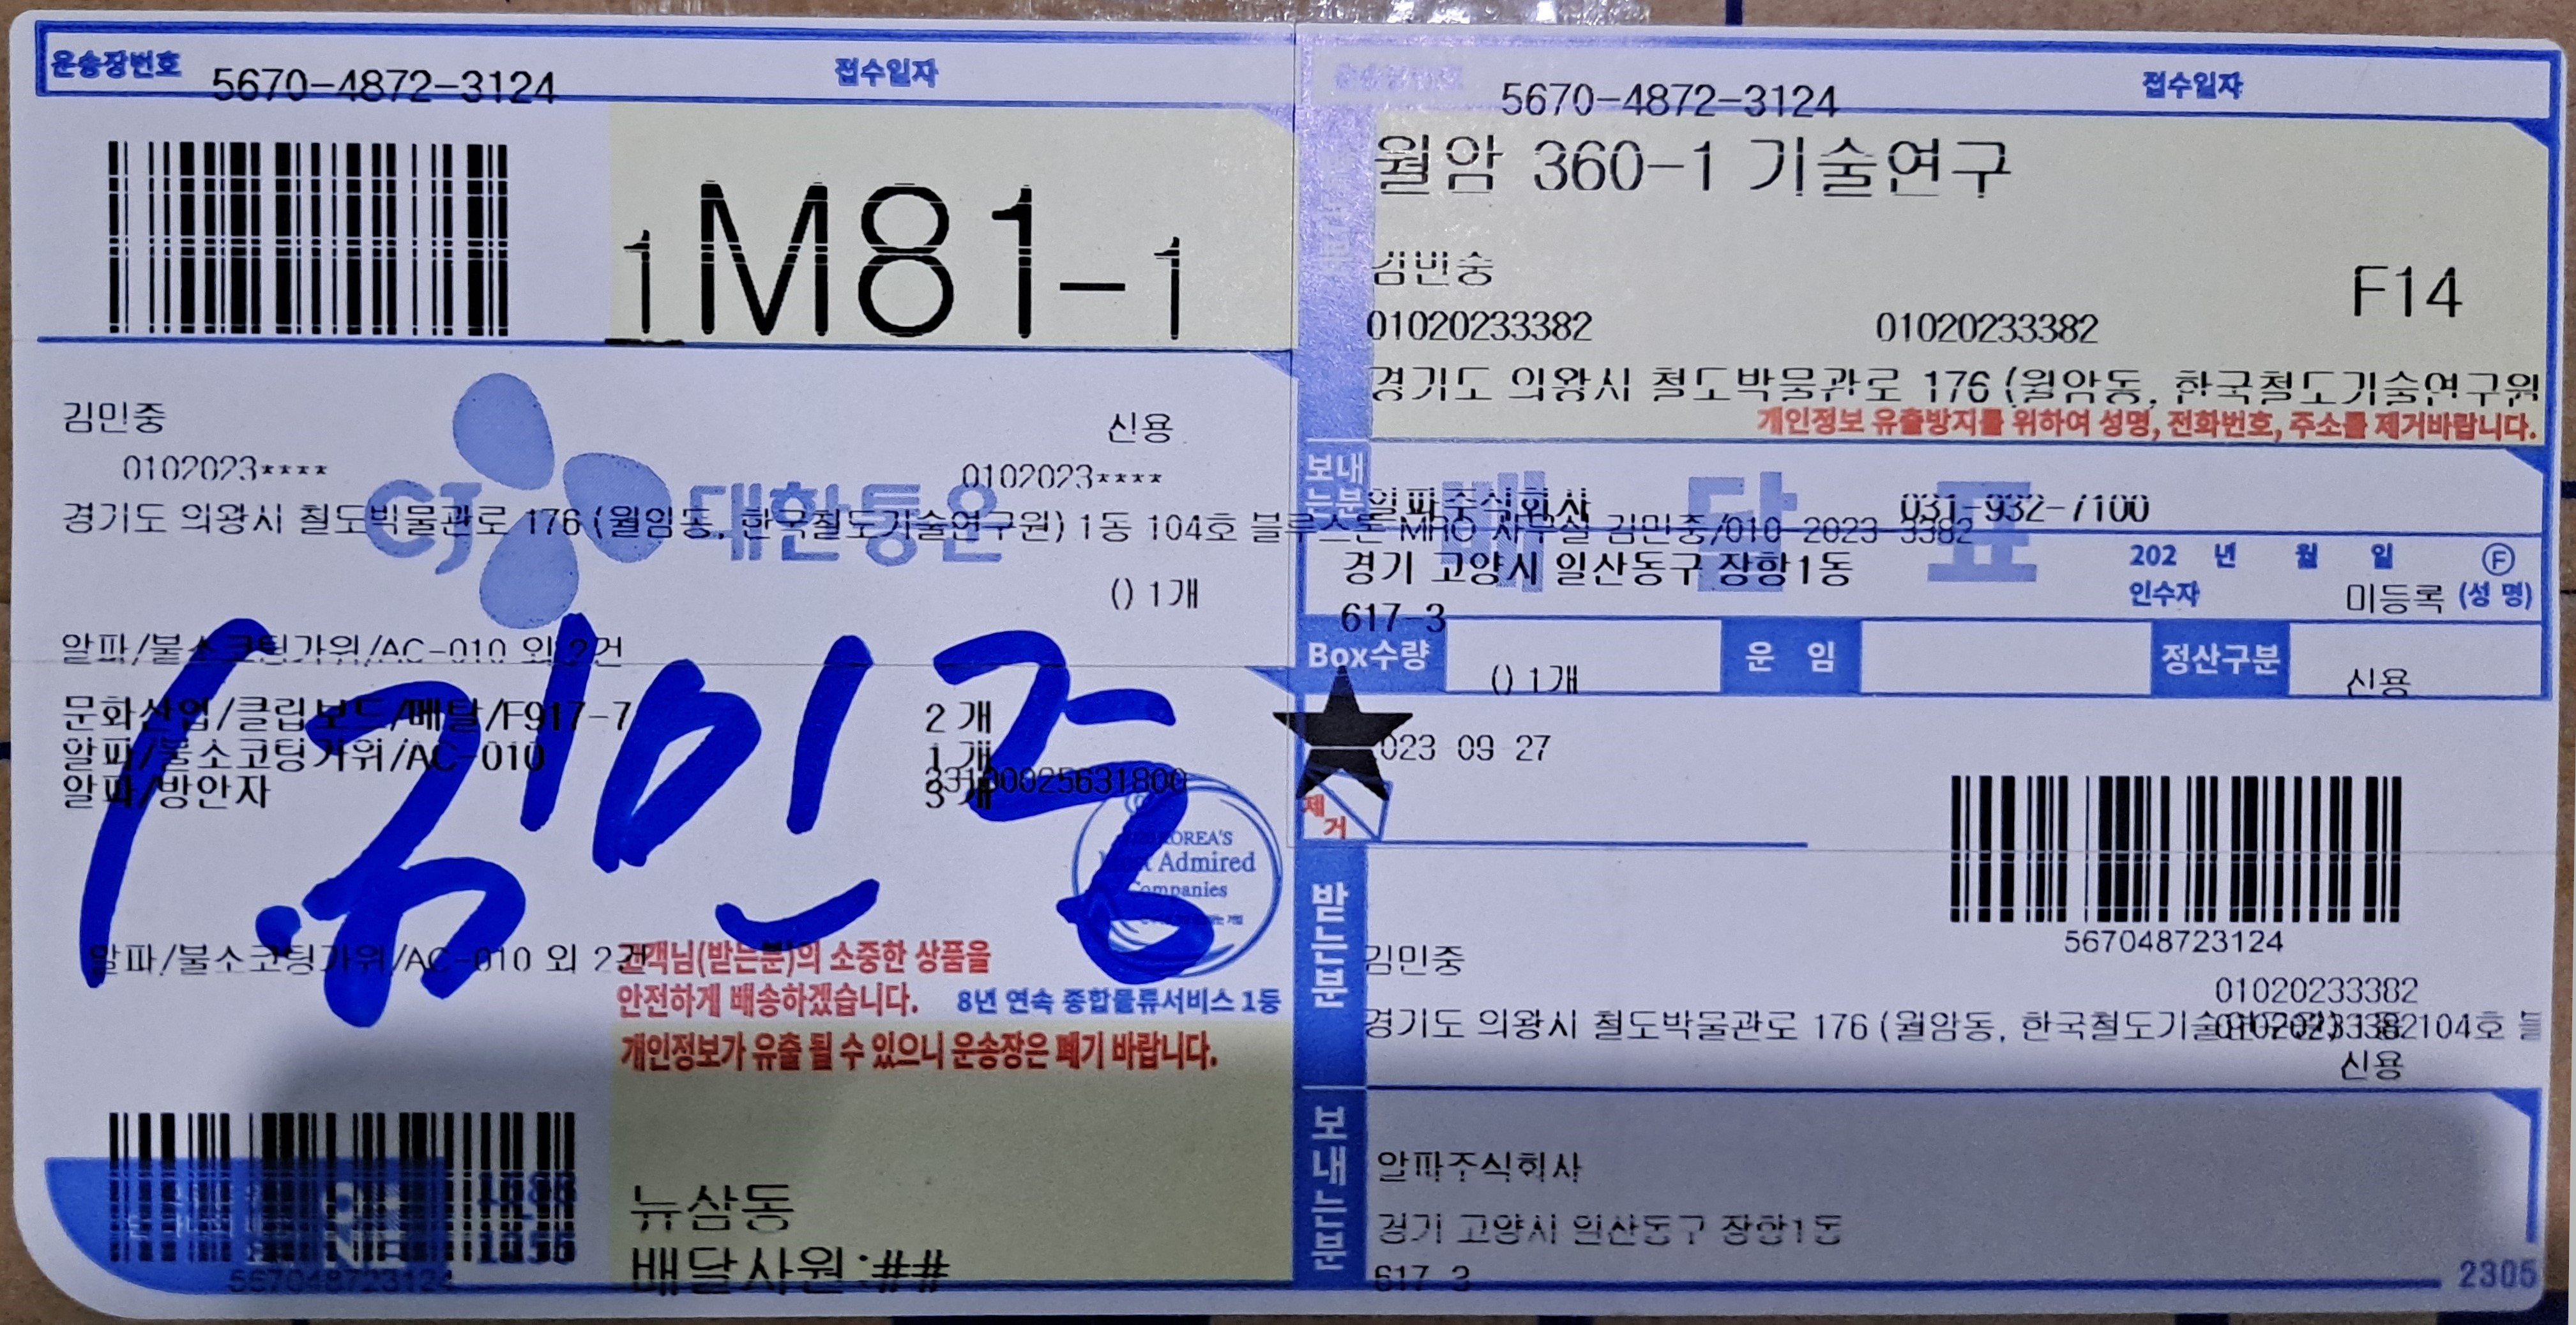 운송장번호 5670-4872-3124 접수일자
1 M81-1
김민중 신용
0102023**** 0102023****
CJ 대한통운
경기도 의왕시 철도박물관로 176 (월암동, 한국철도기술연구원) 1동 104호 블루스톤 MRO 사무실 김민중/010-2023-3382
() 1개
알파/불소코팅가위/AC-010 외 2건
문화산업/클립보드/메탈/F917-7 2 개
알파/불소코팅가위/AC-010 1 개
알파/방안자 3 개
김민중
KOREA'S
Most Admired
Companies
알파/불소코팅가위/AC-010 외 2건
고객님(받는분)의 소중한 상품을
안전하게 배송하겠습니다. 8년 연속 종합물류서비스 1등
개인정보가 유출 될 수 있으니 운송장은 폐기 바랍니다.
567048723124
뉴삼동
배달사원:##
운송장번호 5670-4872-3124 접수일자
월암 360-1 기술연구
김민중
F14
01020233382 01020233382
경기도 의왕시 철도박물관로 176 (월암동, 한국철도기술연구원
개인정보 유출방지를 위하여 성명, 전화번호, 주소를 제거바랍니다.
보내는분
배달표
알파주식회사 031-932-7100
경기 고양시 일산동구 장항1동
617-3
202 년 월 일 F
인수자 미등록 (성 명)
Box수량 () 1개 운 임 정산구분 신용
023 09 27
제거
567048723124
받는분
김민중
01020233382
경기도 의왕시 철도박물관로 176 (월암동, 한국철도기술 01020233382 104호 블
신용
보내는분
알파주식회사
경기 고양시 일산동구 장항1동
617-3
2305